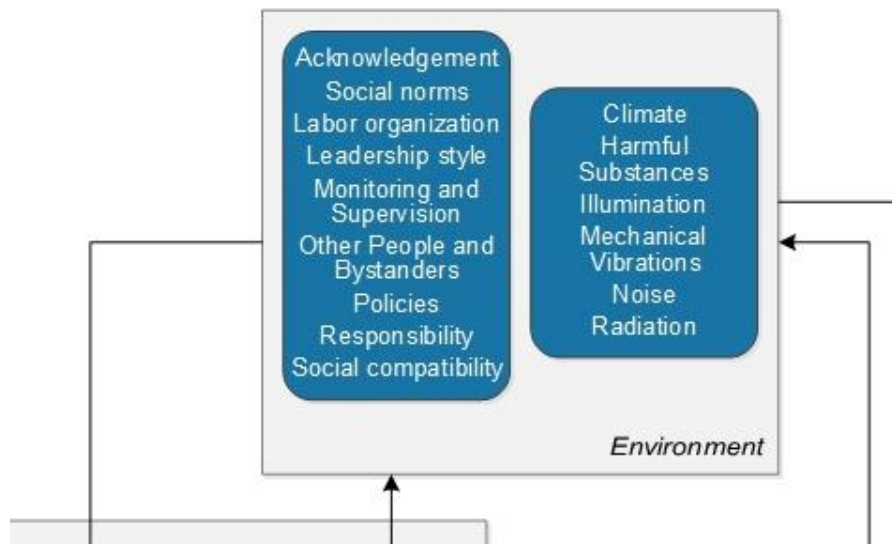 Acknowledgement
Social norms
Labor organization
Leadership style
Monitoring and
Supervision
Other People and
Bystanders
Policies
Responsibility
Social compatibility
Climate
Harmful
Substances
Illumination
Mechanical
Vibrations
Noise
Radiation
Environment